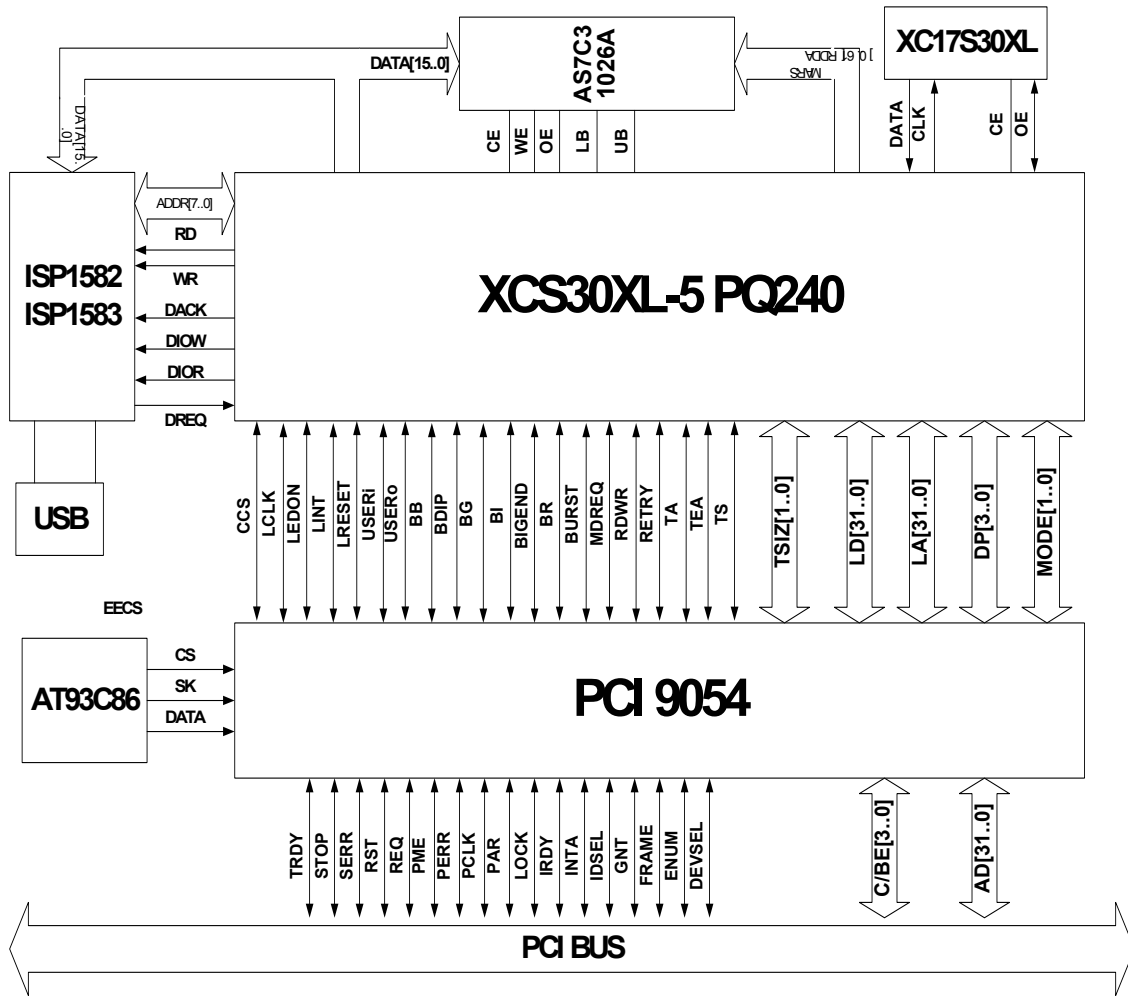 XC17S30XL
AS7C3
1026A
DATA[15..0]
SRAM
ADDR[16..0]
DATA[15.
.0]
CE
WE
OE
LB
UB
DATA
CLK
CE
OE
ADDR[7..0]
RD
WR
DACK
DIOW
DIOR
DREQ
ISP1582
ISP1583
XCS30XL-5 PQ240
USB
CCS
LCLK
LEDON
LINT
LRESET
USERi
USERo
BB
BDIP
BG
BI
BIGEND
BR
BURST
MDREQ
RDWR
RETRY
TA
TEA
TS
TSIZ[1..0]
LD[31..0]
LA[31..0]
DP[3..0]
MODE[1..0]
EECS
AT93C86
CS
SK
DATA
PCI 9054
TRDY
STOP
SERR
RST
REQ
PME
PERR
PCLK
PAR
LOCK
IRDY
INTA
IDSEL
GNT
FRAME
ENUM
DEVSEL
C/BE[3..0]
AD[31..0]
PCI BUS